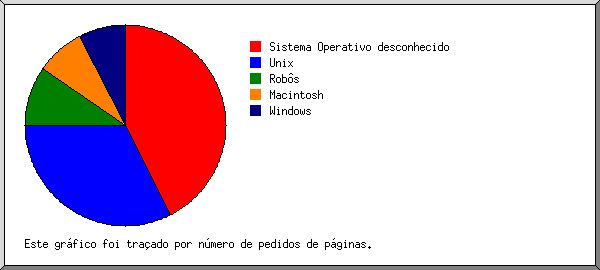 Sistema Operativo desconhecido
Unix
Robôs
Macintosh
Windows
Este gráfico foi traçado por número de pedidos de páginas.